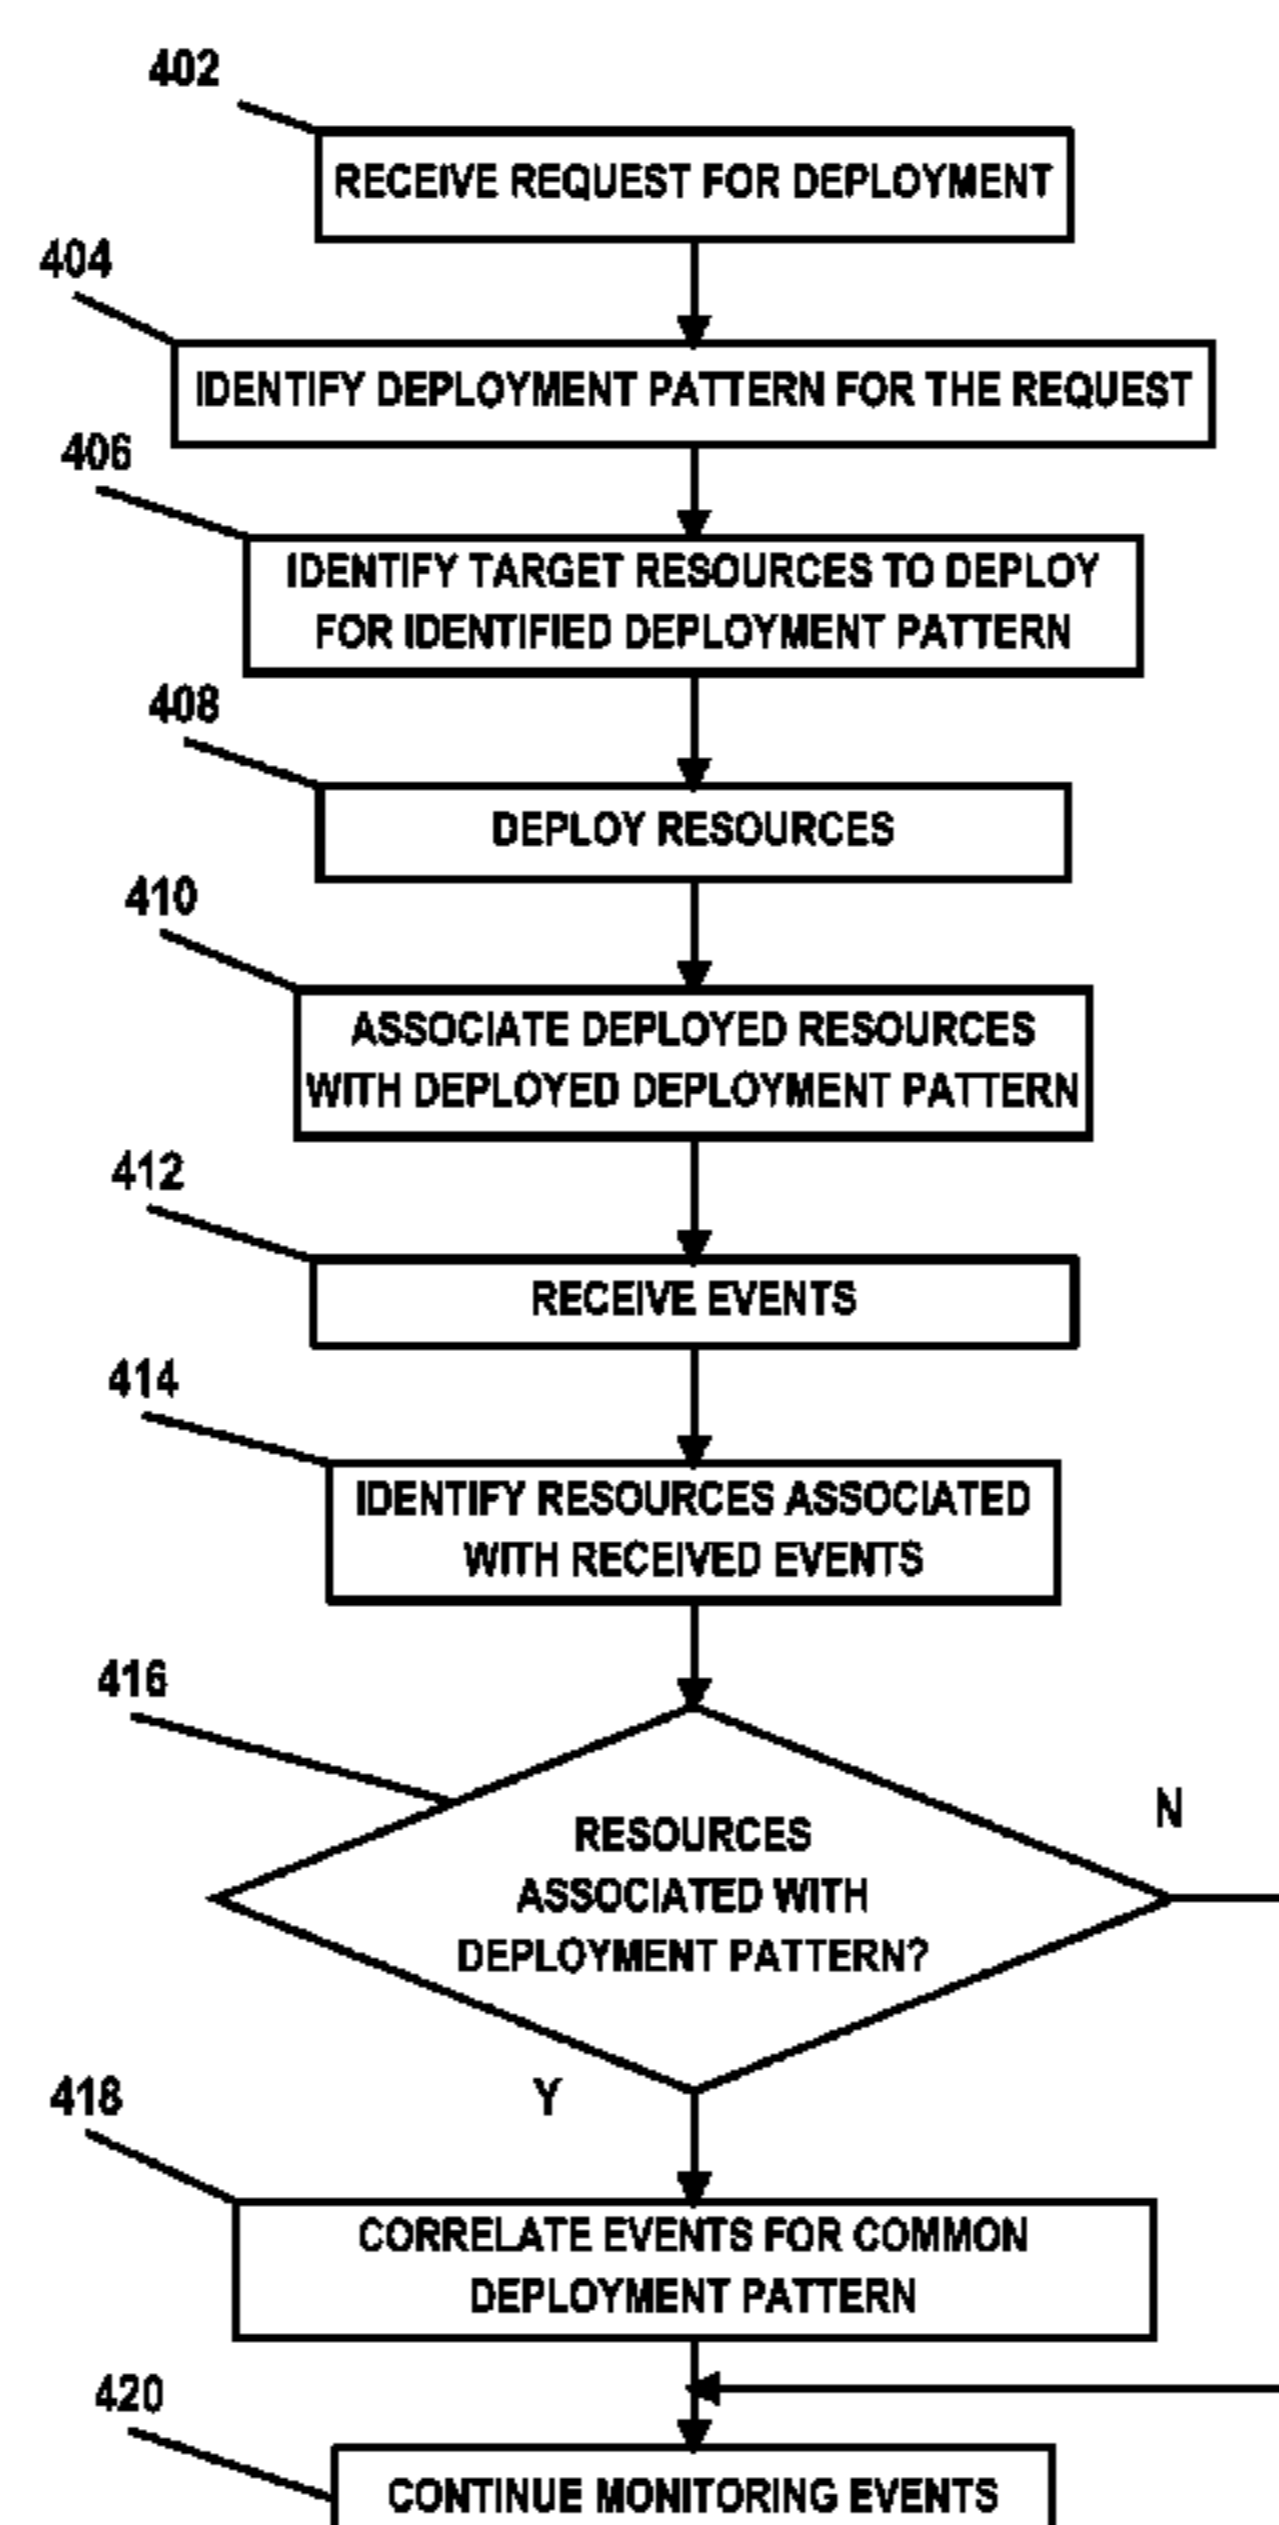 402
RECEIVE REQUEST FOR DEPLOYMENT
404
IDENTIFY DEPLOYMENT PATTERN FOR THE REQUEST
406
IDENTIFY TARGET RESOURCES TO DEPLOY
FOR IDENTIFIED DEPLOYMENT PATTERN
408
DEPLOY RESOURCES
410
ASSOCIATE DEPLOYED RESOURCES
WITH DEPLOYED DEPLOYMENT PATTERN
412
RECEIVE EVENTS
414
IDENTIFY RESOURCES ASSOCIATED
WITH RECEIVED EVENTS
416
RESOURCES
ASSOCIATED WITH
DEPLOYMENT PATTERN?
N
Y
418
CORRELATE EVENTS FOR COMMON
DEPLOYMENT PATTERN
420
CONTINUE MONITORING EVENTS